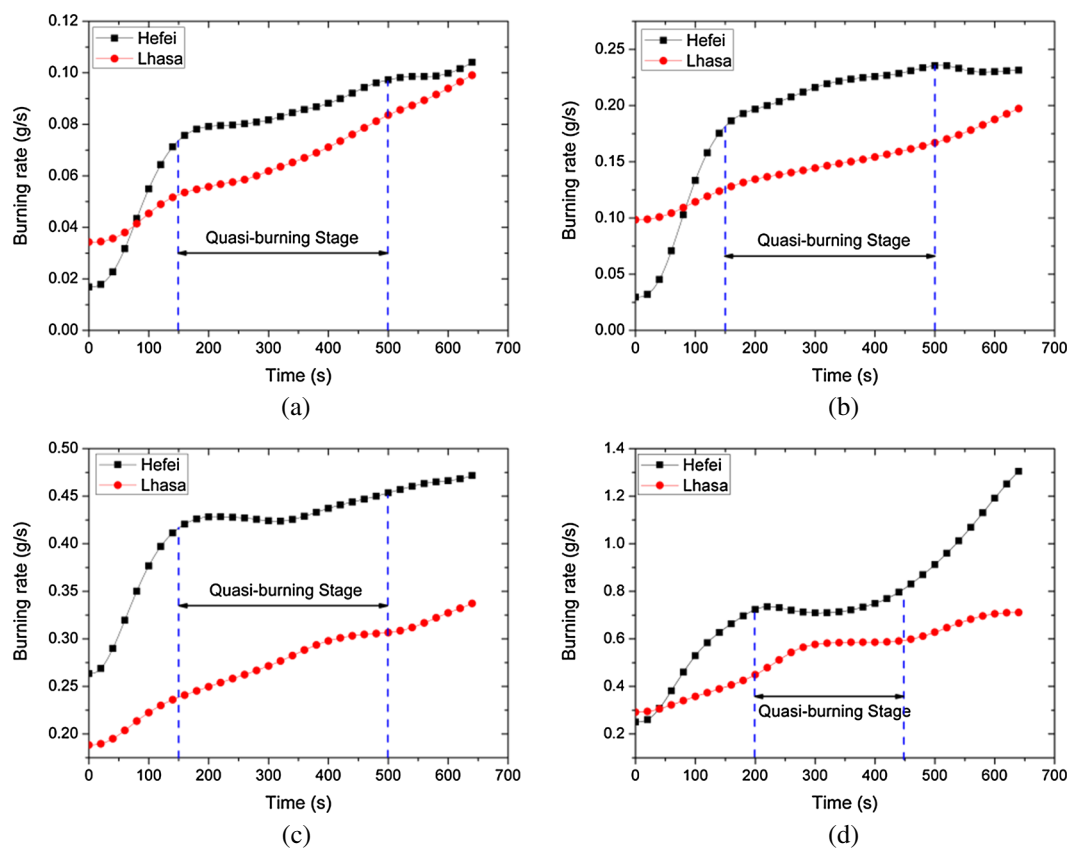 Hefei
Lhasa
0.12
0.10
0.08
0.06
0.04
0.02
0.00
Burning rate (g/s)
Quasi-burning Stage
0 100 200 300 400 500 600 700
Time (s)
(a)
Hefei
Lhasa
0.25
0.20
0.15
0.10
0.05
0.00
Burning rate (g/s)
Quasi-burning Stage
0 100 200 300 400 500 600 700
Time (s)
(b)
Hefei
Lhasa
0.50
0.45
0.40
0.35
0.30
0.25
0.20
Burning rate (g/s)
Quasi-burning Stage
0 100 200 300 400 500 600 700
Time (s)
(c)
Hefei
Lhasa
1.4
1.2
1.0
0.8
0.6
0.4
0.2
Burning rate (g/s)
Quasi-burning Stage
0 100 200 300 400 500 600 700
Time (s)
(d)